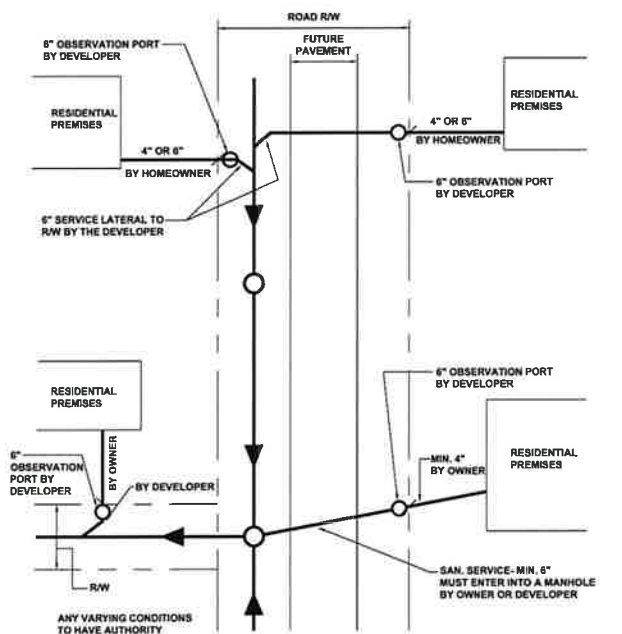 ROAD R/W
6" OBSERVATION PORT
BY DEVELOPER
FUTURE
PAVEMENT
RESIDENTIAL
PREMISES
RESIDENTIAL
PREMISES
4" OR 6"
BY HOMEOWNER
4" OR 6"
BY HOMEOWNER
6" OBSERVATION PORT
BY DEVELOPER
6" SERVICE LATERAL TO
R/W BY THE DEVELOPER
6" OBSERVATION PORT
BY DEVELOPER
RESIDENTIAL
PREMISES
RESIDENTIAL
PREMISES
MIN. 4"
BY OWNER
6"
OBSERVATION
PORT BY
DEVELOPER
BY OWNER
BY DEVELOPER
R/W
SAN. SERVICE- MIN. 6"
MUST ENTER INTO A MANHOLE
BY OWNER OR DEVELOPER
ANY VARYING CONDITIONS
TO HAVE AUTHORITY